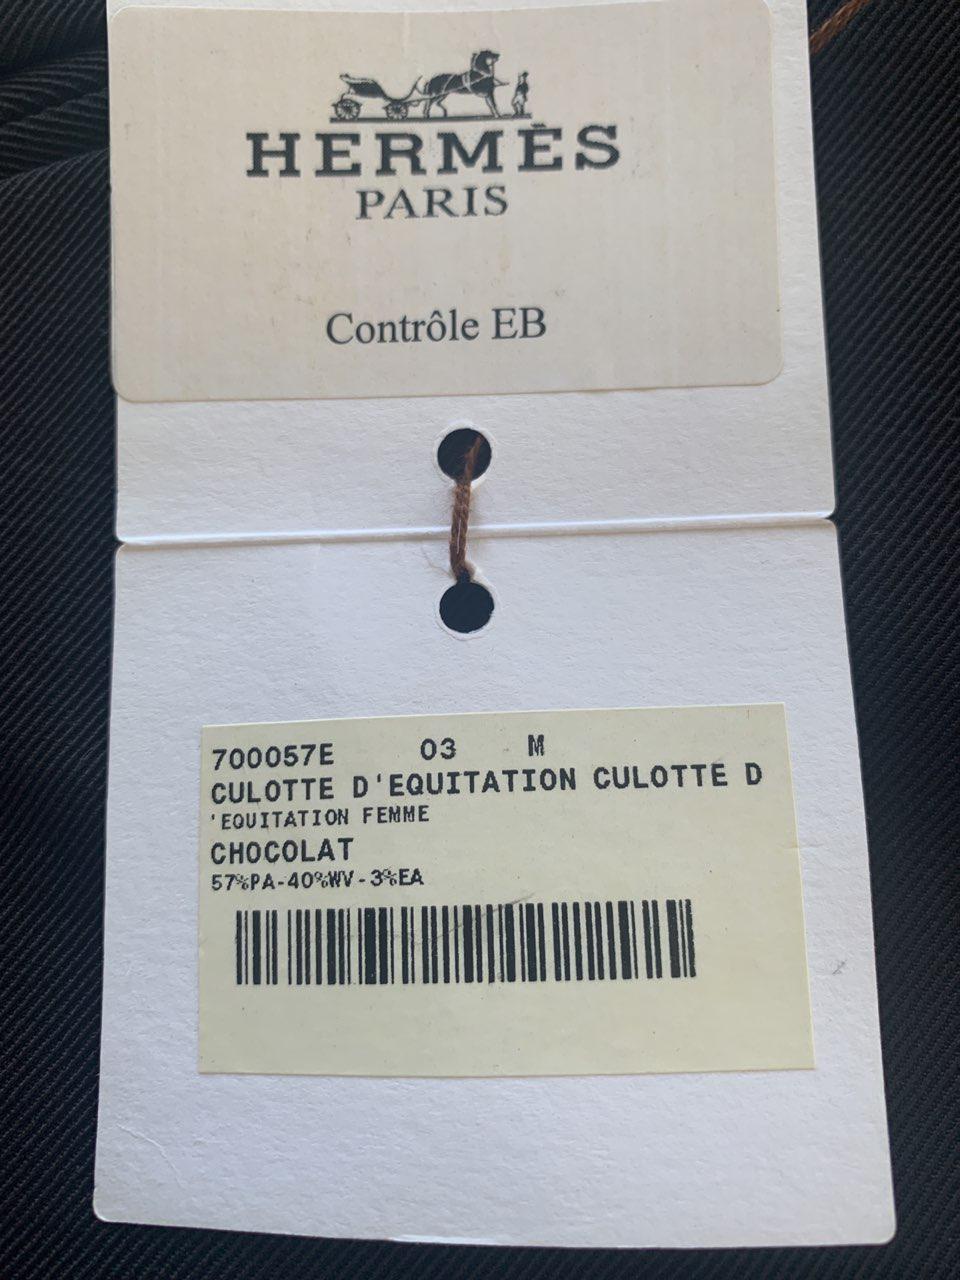 HERMÈS
PARIS
Contrôle EB
700057E 03 M
CULOTTE D'EQUITATION CULOTTE D
'EQUITATION FEMME
CHOCOLAT
57%PA-40%WV-3%EA